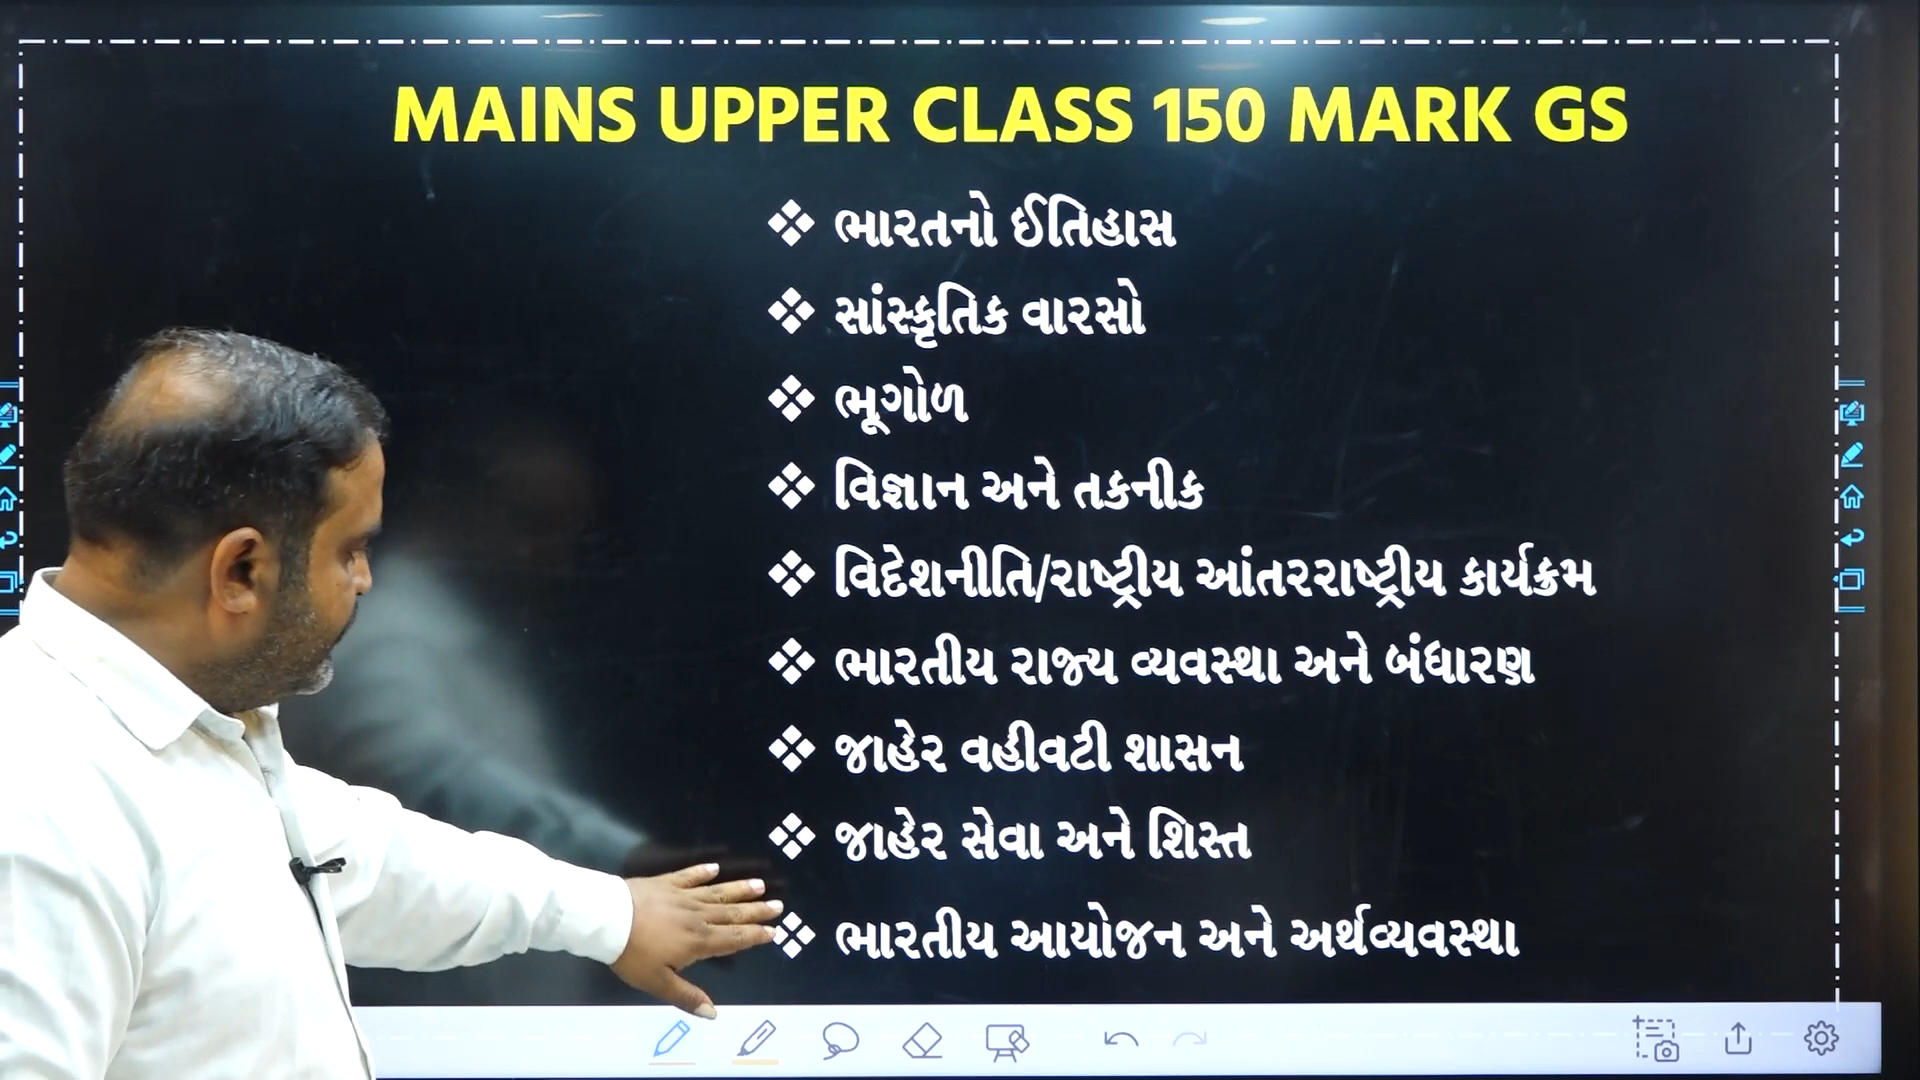 MAINS UPPER CLASS 150 MARK GS
ભારતનો ઈતિહાસ
સાંસ્કૃતિક વારસો
ભૂગોળ
વિજ્ઞાન અને તકનીક
વિદેશનીતિ/રાષ્ટ્રીય આંતરરાષ્ટ્રીય કાર્યક્રમ
ભારતીય રાજ્ય વ્યવસ્થા અને બંધારણ
જાહેર વહીવટી શાસન
જાહેર સેવા અને શિસ્ત
ભારતીય આયોજન અને અર્થવ્યવસ્થા